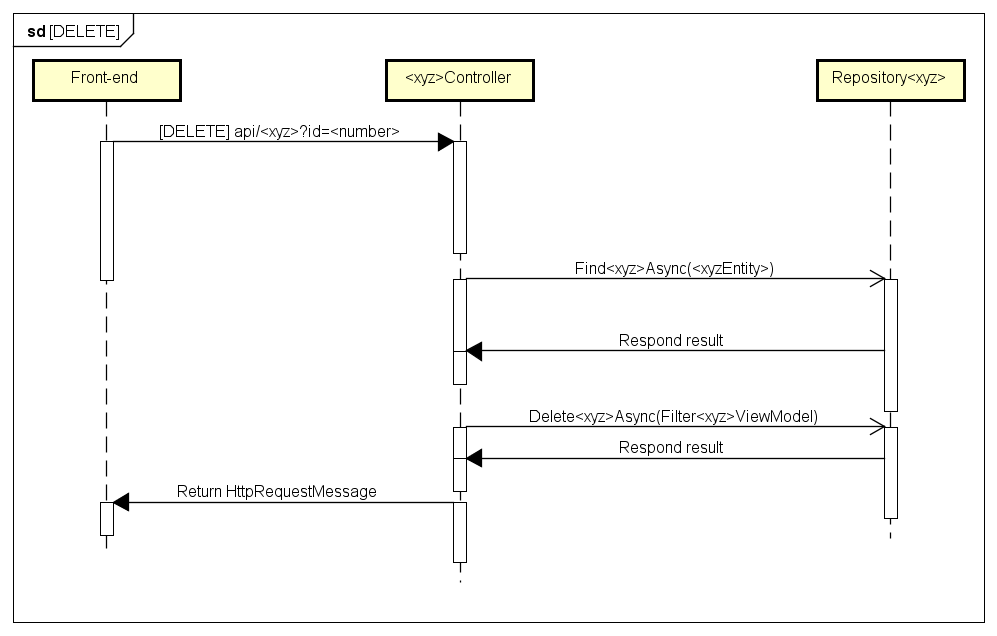 sd [DELETE]
Front-end
<xyz>Controller
Repository<xyz>
[DELETE] api/<xyz>?id=<number>
Find<xyz>Async(<xyzEntity>)
Respond result
Delete<xyz>Async(Filter<xyz>ViewModel)
Respond result
Return HttpRequestMessage